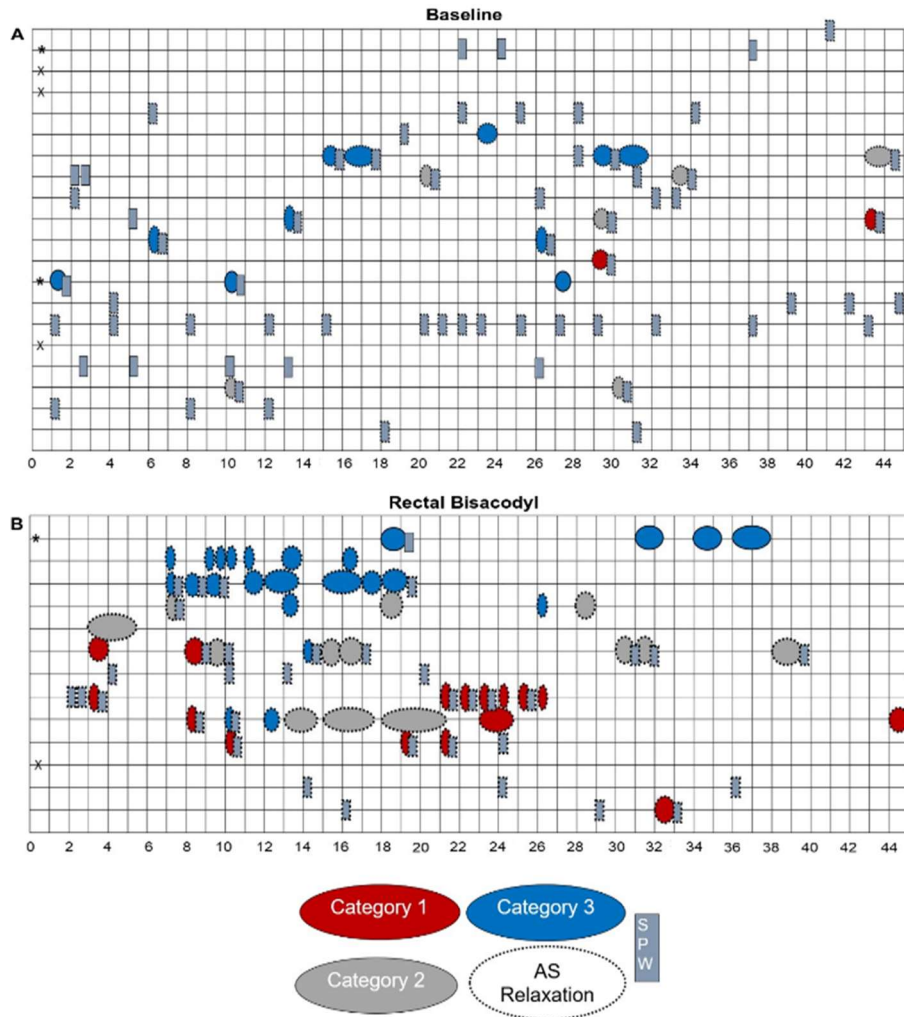 Baseline
A
*
X
X
*
X
0 2 4 6 8 10 12 14 16 18 20 22 24 26 28 30 32 34 36 38 40 42 44
Rectal Bisacodyl
B
*
X
0 2 4 6 8 10 12 14 16 18 20 22 24 26 28 30 32 34 36 38 40 42 44
Category 1 Category 3
SPW
Category 2 AS
Relaxation